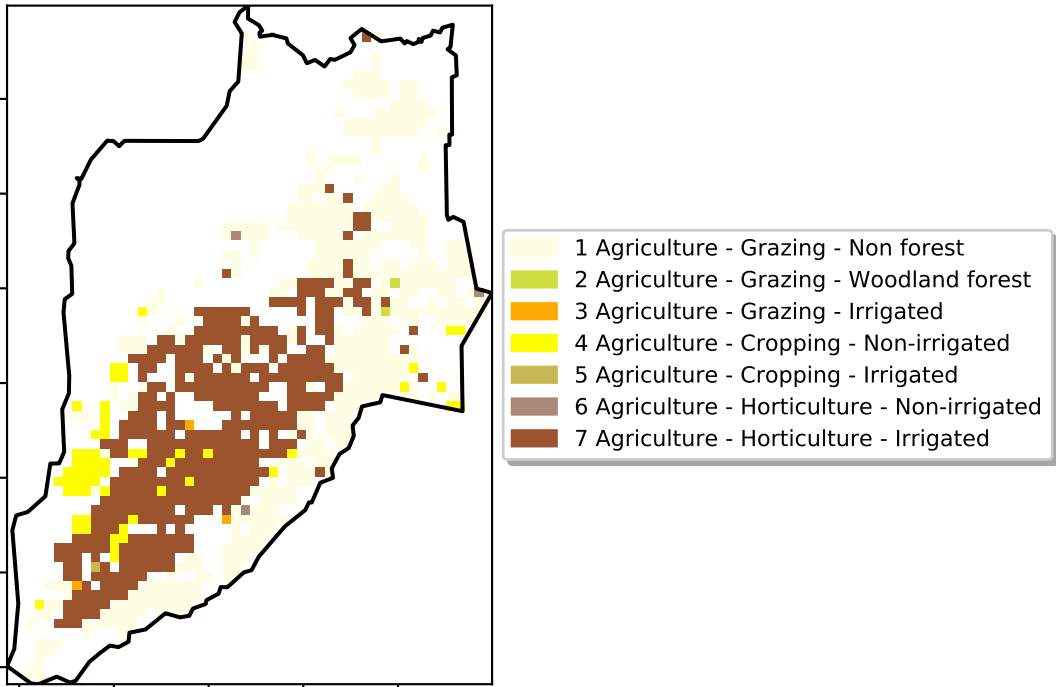 1 Agriculture - Grazing - Non forest
2 Agriculture - Grazing - Woodland forest
3 Agriculture - Grazing - Irrigated
4 Agriculture - Cropping - Non-irrigated
5 Agriculture - Cropping - Irrigated
6 Agriculture - Horticulture - Non-irrigated
7 Agriculture - Horticulture - Irrigated